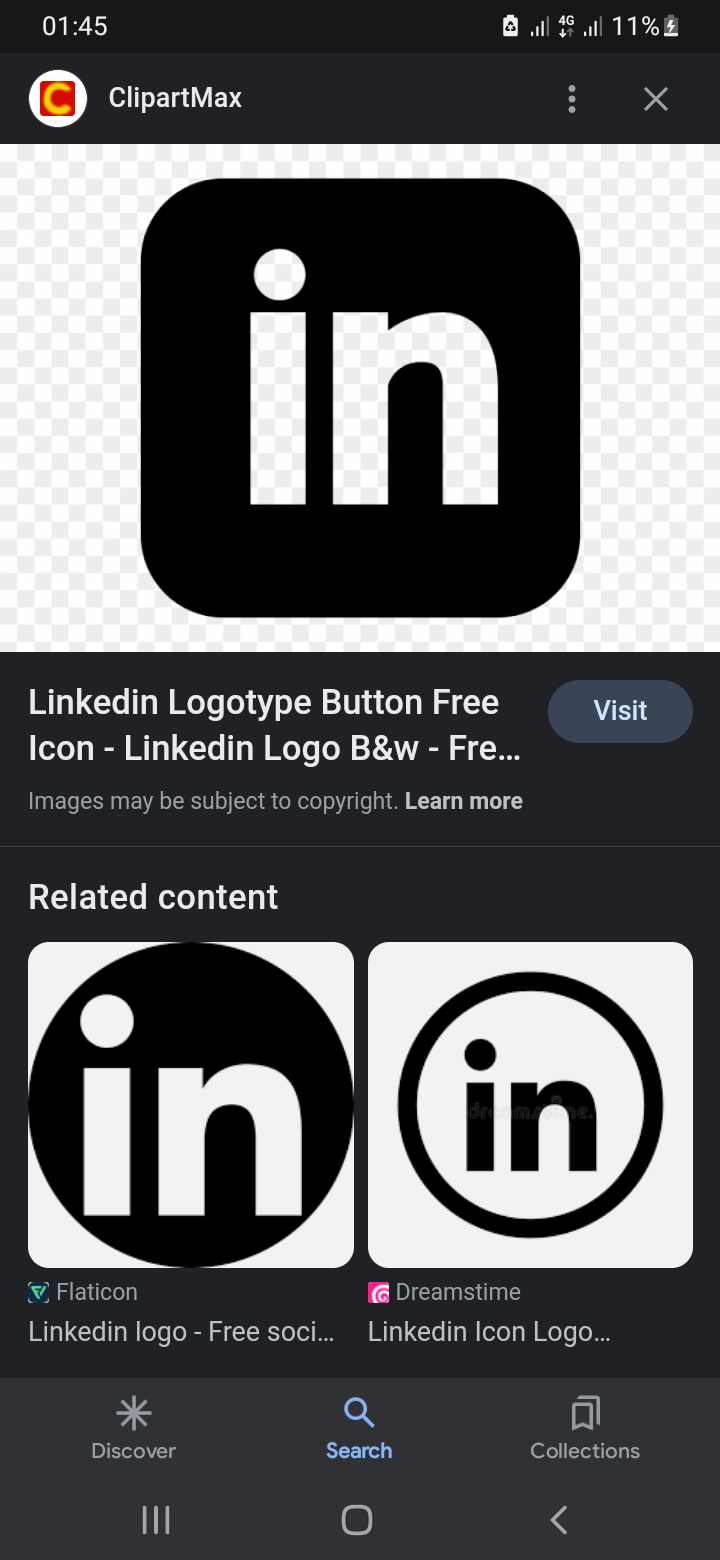 01:45
4G
11%
C
ClipartMax
in
Linkedin Logotype Button Free
Icon - Linkedin Logo B&w - Fre...
Visit
Images may be subject to copyright. Learn more
Related content
in
in
Flaticon
Dreamstime
Linkedin logo - Free soci...
Linkedin Icon Logo...
Discover
Search
Collections